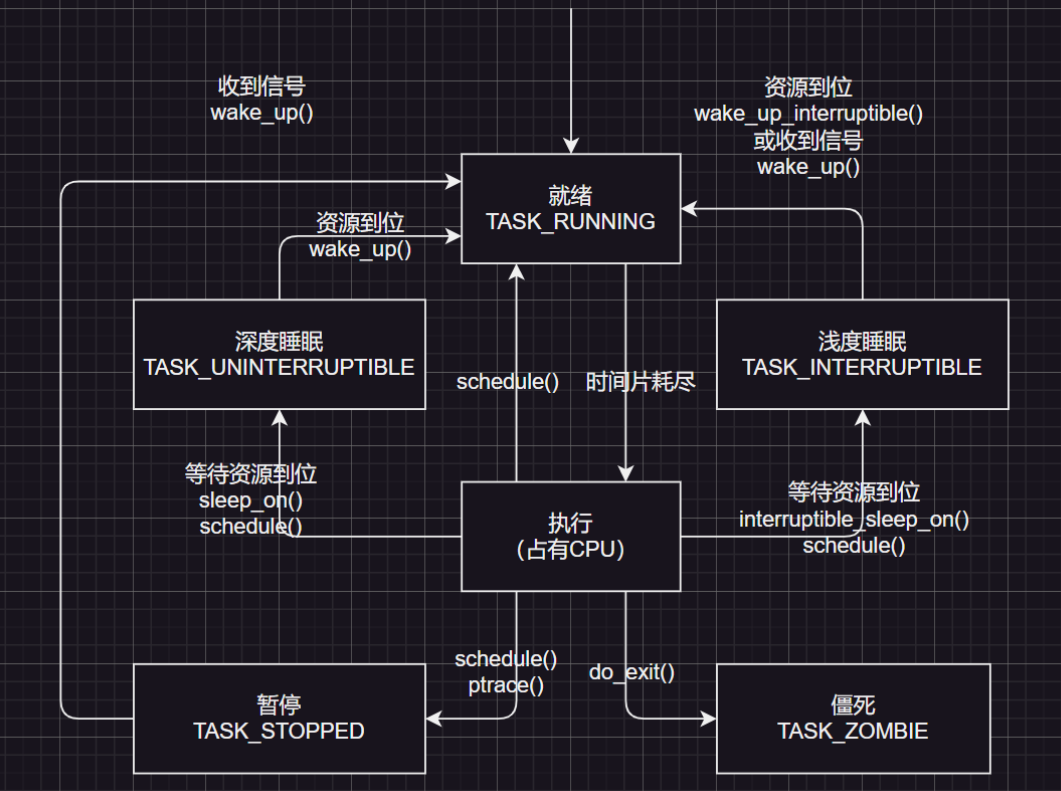 收到信号
wake_up()
资源到位
wake_up_interruptible()
或收到信号
wake_up()
就绪
TASK_RUNNING
资源到位
wake_up()
深度睡眠
TASK_UNINTERRUPTIBLE
schedule()
时间片耗尽
浅度睡眠
TASK_INTERRUPTIBLE
等待资源到位
sleep_on()
schedule()
执行
（占有CPU）
等待资源到位
interruptible_sleep_on()
schedule()
schedule()
ptrace()
do_exit()
暂停
TASK_STOPPED
僵死
TASK_ZOMBIE